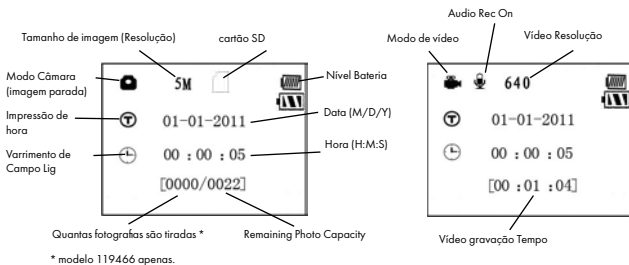 Audio Rec On
Tamanho de imagem (Resolução)
cartão SD
Modo de vídeo
Vídeo Resolução
Modo Câmara
(imagem parada)
5M
Nível Bateria
640
Impressão de
hora
T
01-01-2011
Data (M/D/Y)
T
01-01-2011
Varrimento de
Campo Lig
00 : 00 : 05
Hora (H:M:S)
00 : 00 : 05
[0000/0022]
[00 :01 :04]
Quantas fotografias são tiradas *
Remaining Photo Capacity
Vídeo gravação Tempo
* modelo 119466 apenas.